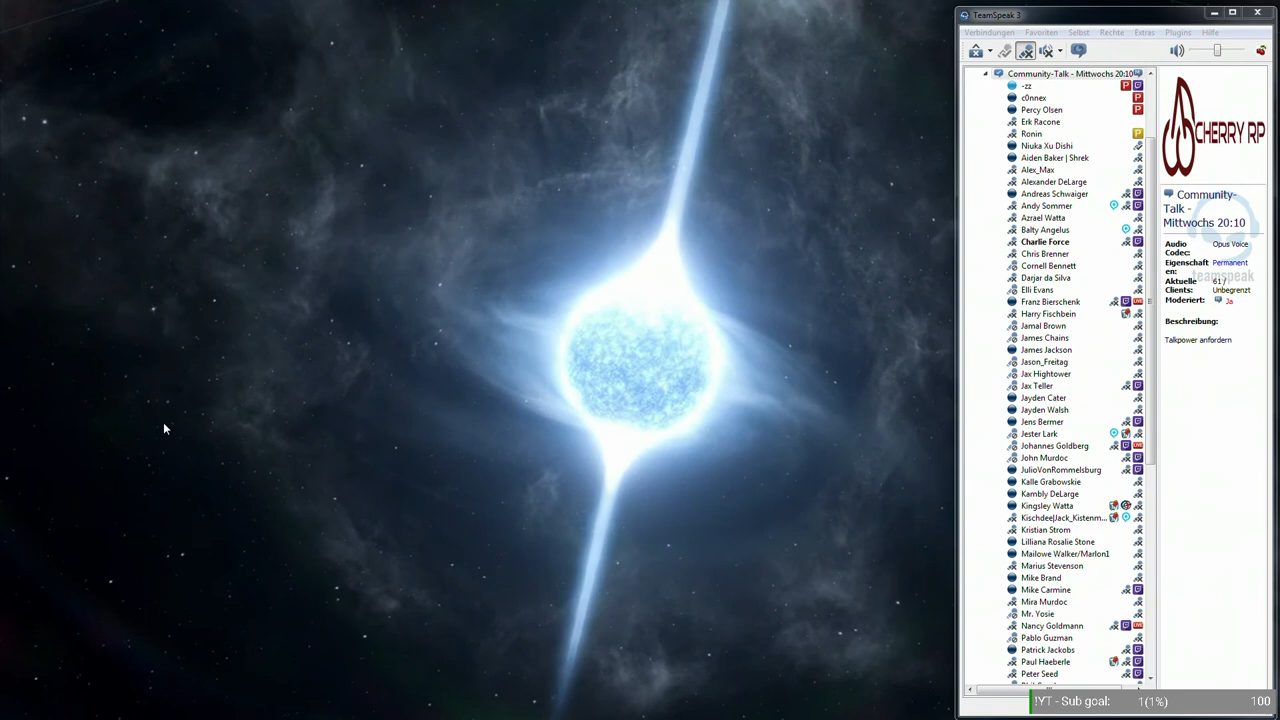 TeamSpeak 3
Verbindungen Favoriten Selbst Rechte Extras Plugins Hilfe
Community-Talk - Mittwochs 20:10
-zz
c0nnex
Percy Olsen
Erk Racone
Ronin
Niuka Xu Dishi
Aiden Baker | Shrek
Alex_Max
Alexander DeLarge
Andreas Schwaiger
Andy Sommer
Azrael Watta
Balty Angelus
Charlie Force
Chris Brenner
Cornell Bennett
Darjar da Silva
Elli Evans
Franz Bierschenk
Harry Fischbein
Jamal Brown
James Chains
James Jackson
Jason_Freitag
Jax Hightower
Jax Teller
Jayden Cater
Jayden Walsh
Jens Bermer
Jester Lark
Johannes Goldberg
John Murdoc
JulioVonRommelsburg
Kalle Grabowskie
Kambly DeLarge
Kingsley Watta
Kischdee|Jack_Kistenm...
Kristian Strom
Lilliana Rosalie Stone
Mailowe Walker/Marlon1
Marius Stevenson
Mike Brand
Mike Carmine
Mira Murdoc
Mr. Yosie
Nancy Goldmann
Pablo Guzman
Patrick Jackobs
Paul Haeberle
Peter Seed
CHERRY RP
Community-
Talk -
Mittwochs 20:10
teamspeak
Audio Codec: Opus Voice
Eigenschaften: Permanent
Aktuelle Clients: 61 / Unbegrenzt
Moderiert: Ja
Beschreibung:
Talkpower anfordern
!YT - Sub goal: 1(1%) 100